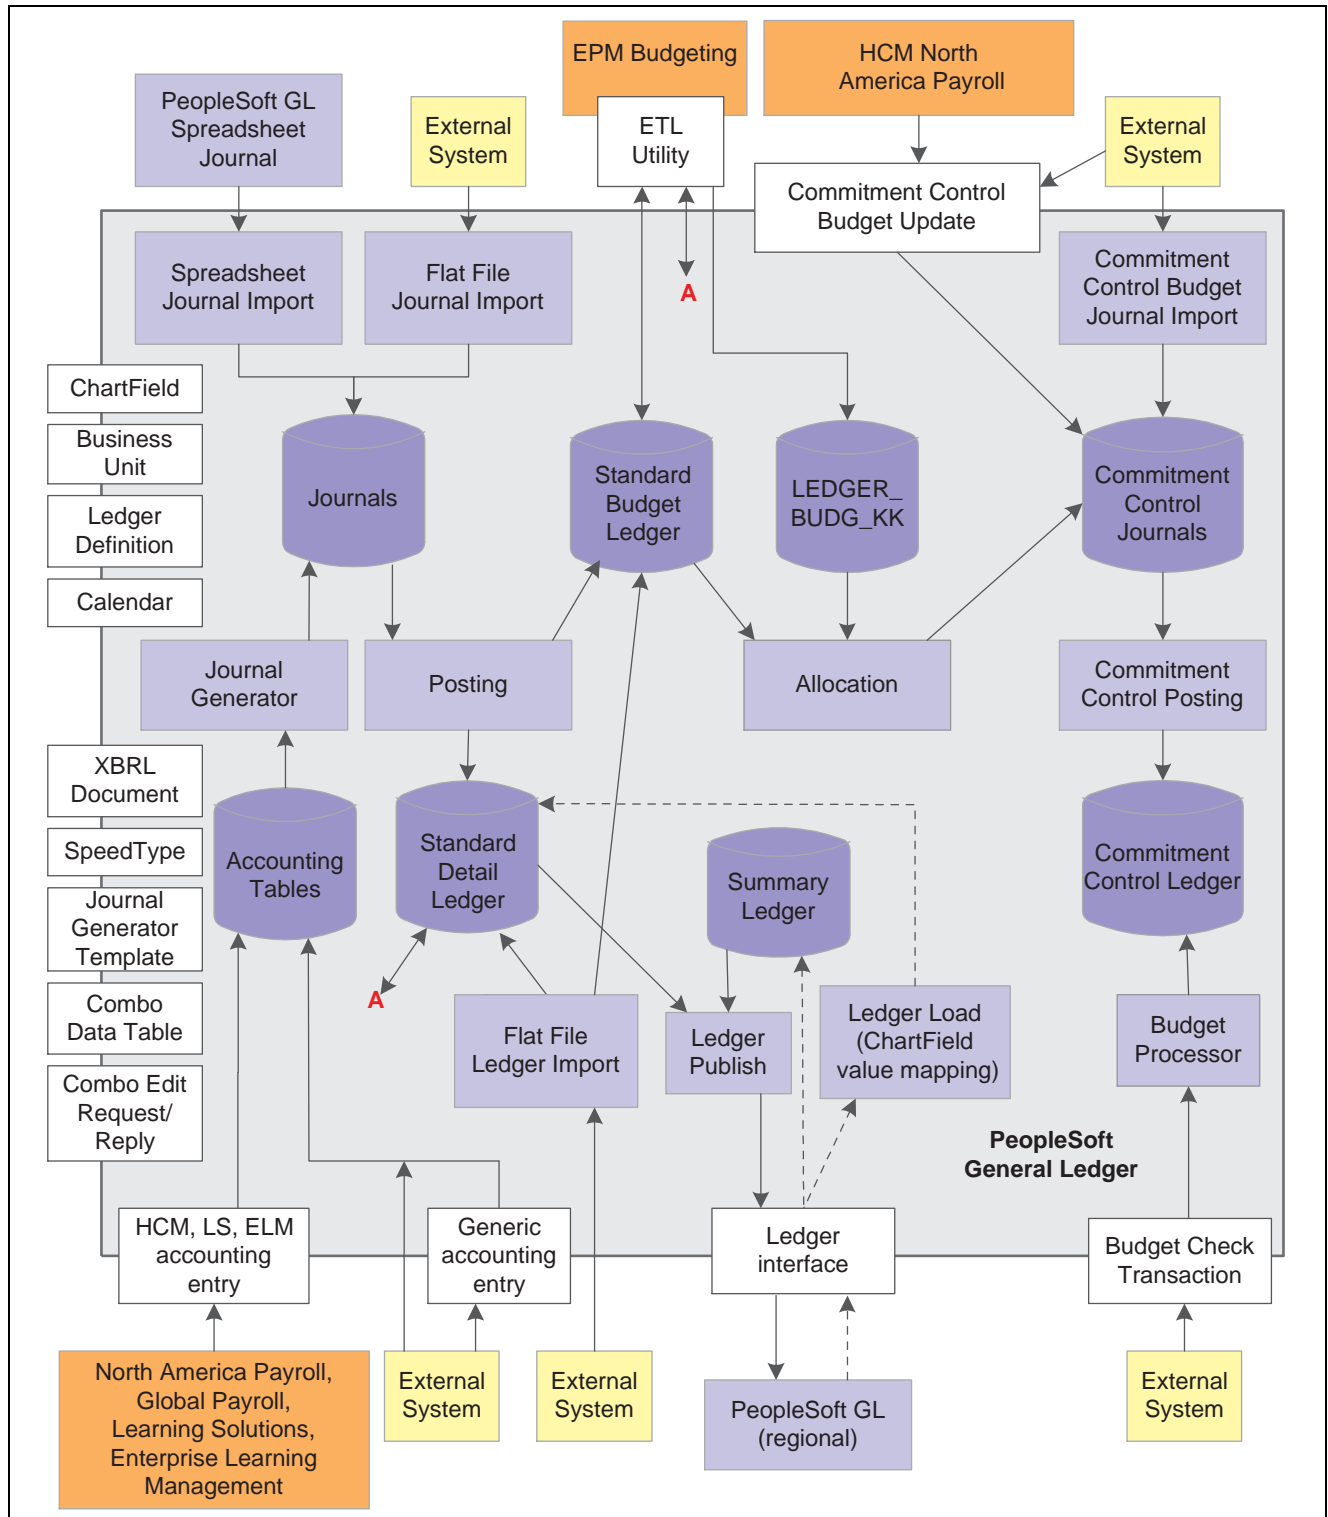 EPM Budgeting
HCM North
America Payroll
PeopleSoft GL
Spreadsheet
Journal
External
System
ETL
Utility
External
System
Commitment Control
Budget Update
Spreadsheet
Journal Import
Flat File
Journal Import
A
Commitment
Control Budget
Journal Import
ChartField
Business
Unit
Ledger
Definition
Calendar
Journals
Standard
Budget
Ledger
LEDGER_
BUDG_KK
Commitment
Control
Journals
Journal
Generator
Posting
Allocation
Commitment
Control Posting
XBRL
Document
SpeedType
Journal
Generator
Template
Combo
Data Table
Combo Edit
Request/
Reply
Accounting
Tables
Standard
Detail
Ledger
Summary
Ledger
Commitment
Control Ledger
A
Flat File
Ledger Import
Ledger
Publish
Ledger Load
(ChartField
value mapping)
Budget
Processor
PeopleSoft
General Ledger
HCM, LS, ELM
accounting
entry
Generic
accounting
entry
Ledger
interface
Budget Check
Transaction
North America Payroll,
Global Payroll,
Learning Solutions,
Enterprise Learning
Management
External
System
External
System
PeopleSoft GL
(regional)
External
System